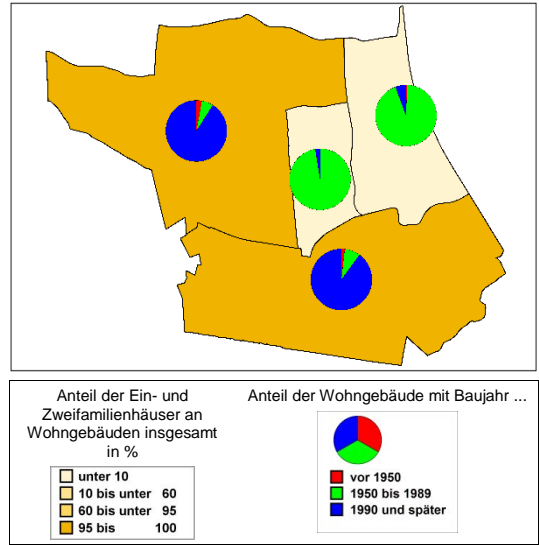 Anteil der Ein- und
Zweifamilienhäuser an
Wohngebäuden insgesamt
in %
unter 10
10 bis unter 60
60 bis unter 95
95 bis 100
Anteil der Wohngebäude mit Baujahr ...
vor 1950
1950 bis 1989
1990 und später